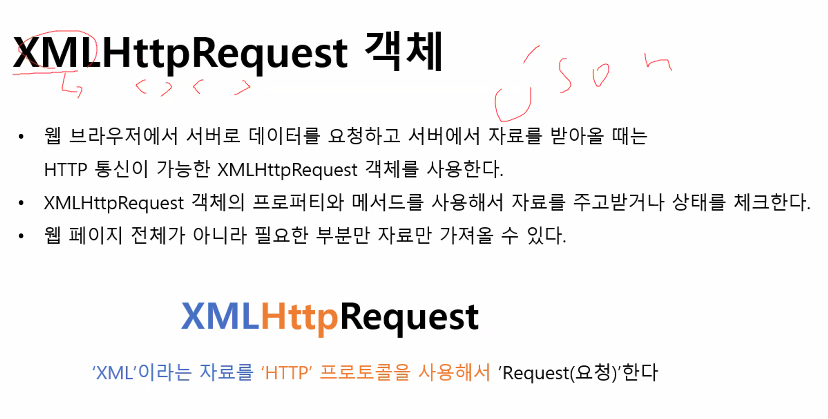 XMLHttpRequest 객체
< > < >
json
• 웹 브라우저에서 서버로 데이터를 요청하고 서버에서 자료를 받아올 때는
HTTP 통신이 가능한 XMLHttpRequest 객체를 사용한다.
• XMLHttpRequest 객체의 프로퍼티와 메서드를 사용해서 자료를 주고받거나 상태를 체크한다.
• 웹 페이지 전체가 아니라 필요한 부분만 자료만 가져올 수 있다.
XMLHttpRequest
‘XML’이라는 자료를 ‘HTTP’ 프로토콜을 사용해서 ’Request(요청)’한다